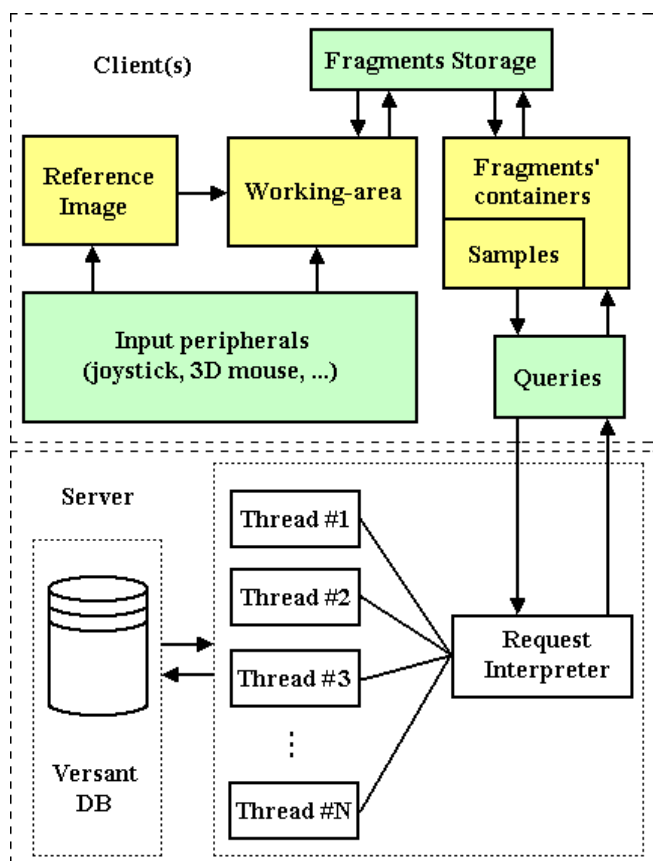 Client(s)
Fragments Storage
Reference
Image
Working-area
Fragments'
containers
Samples
Input peripherals
(joystick, 3D mouse, ...)
Queries
Server
Thread #1
Thread #2
Thread #3
⋮
Thread #N
Request
Interpreter
Versant
DB